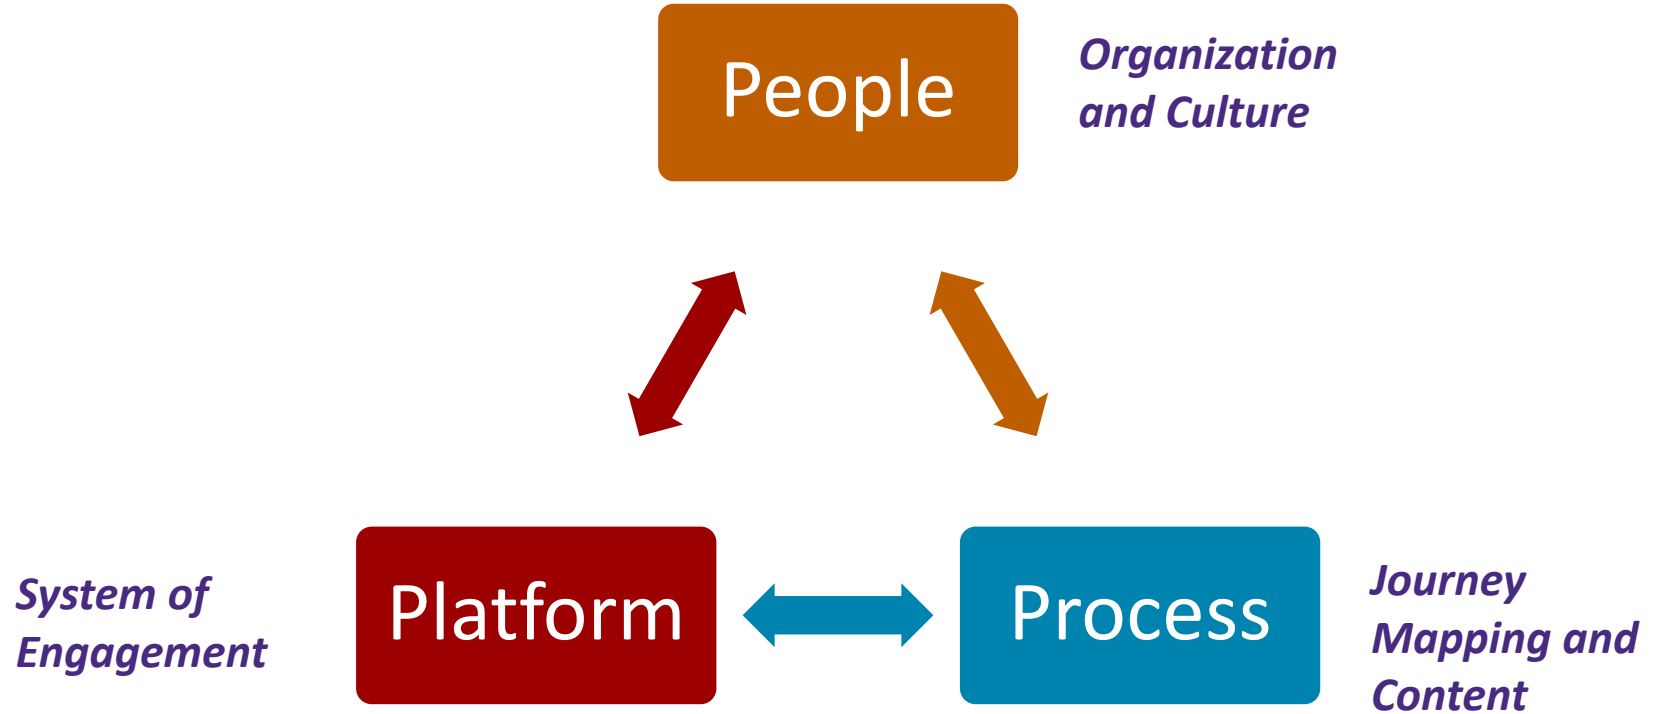 People
Organization
and Culture
System of
Engagement
Platform
Process
Journey
Mapping and
Content